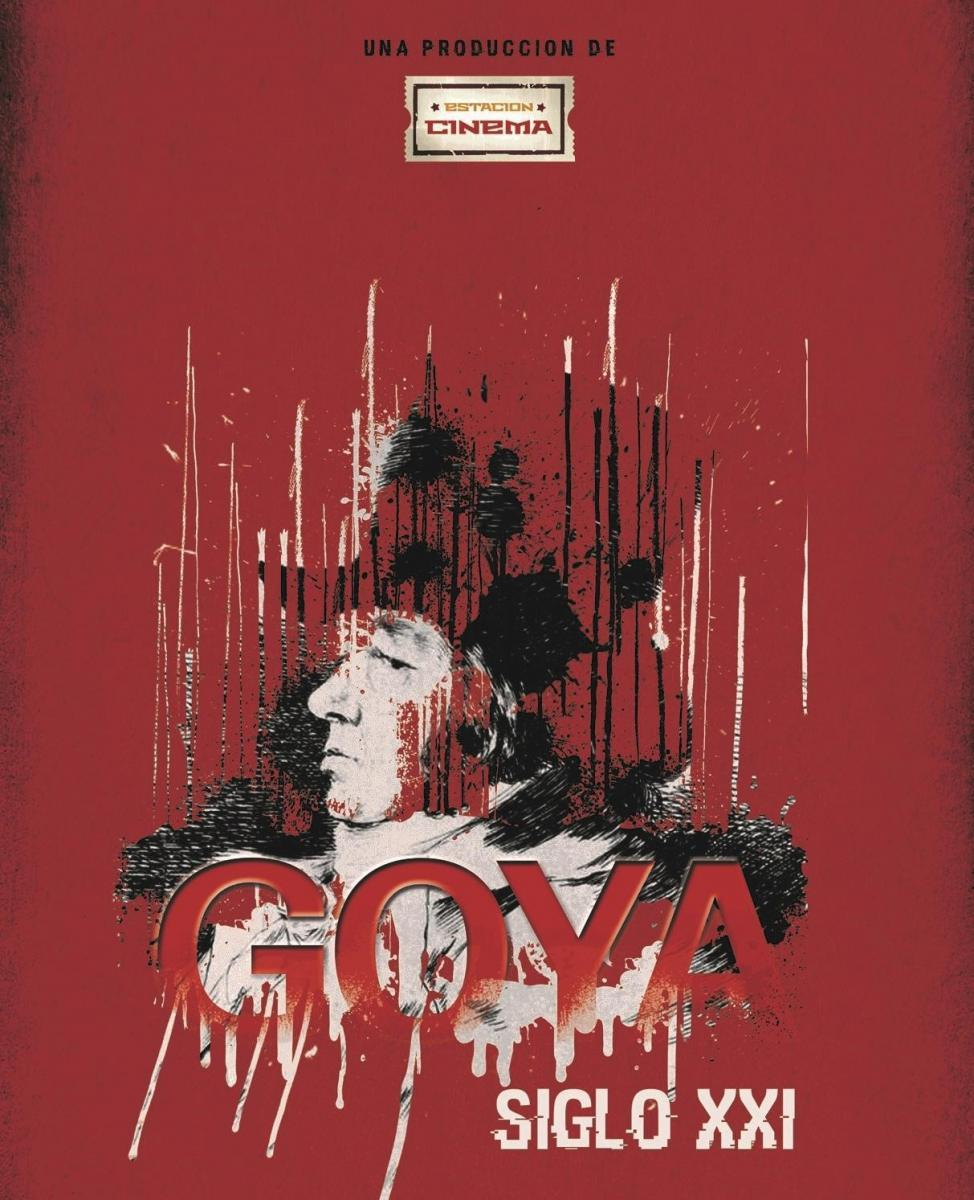 UNA PRODUCCION DE
ESTACION
CINEMA
GOYA
SIGLO XXI